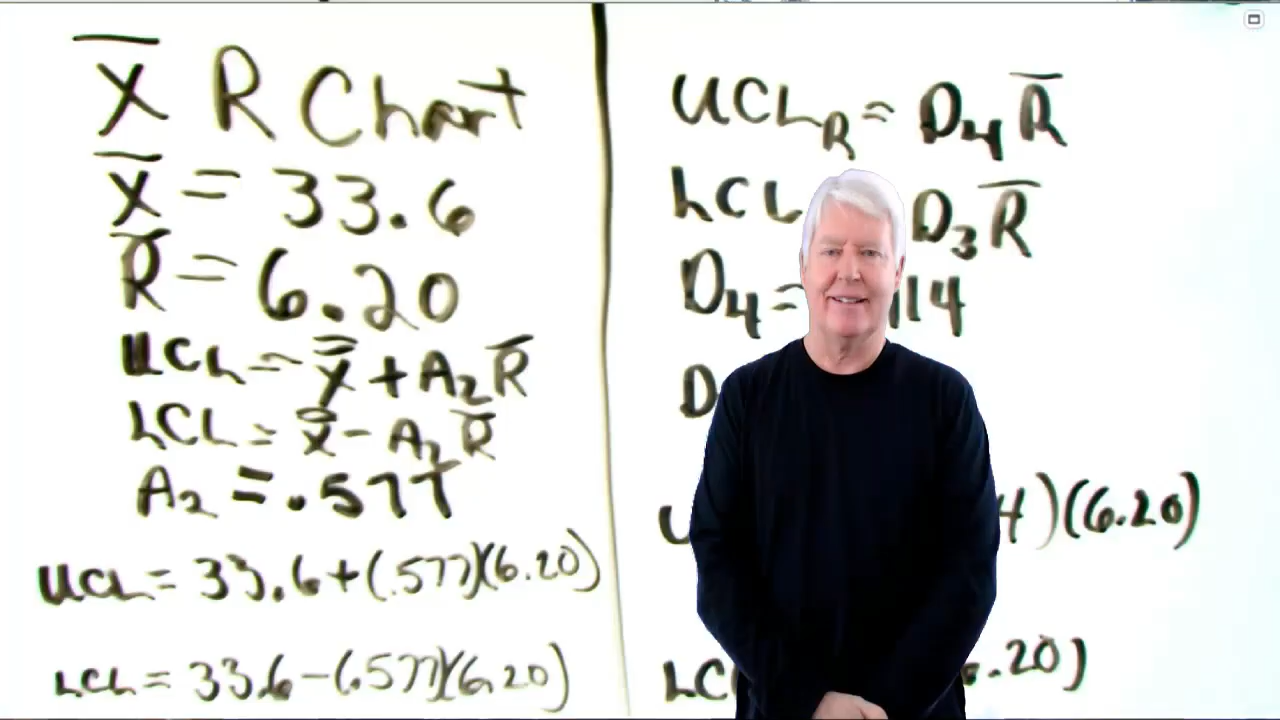 X̅ R Chart
X̅ = 33.6
R̅ = 6.20
UCL = X̿ + A₂R̅
LCL = X̿ - A₂R̅
A₂ = .577
UCL = 33.6 + (.577)(6.20)
LCL = 33.6 - (.577)(6.20)
UCL_R = D₄R̅
LCL D₃R̅
D₄ = 114
D
U 4)(6.20)
LC .20)